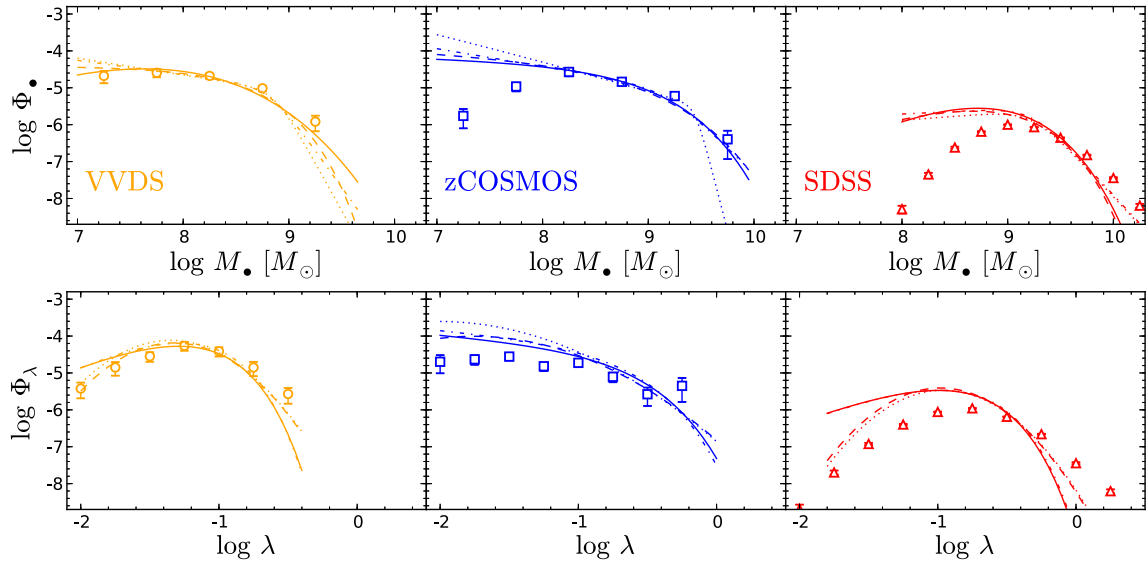 -3
-4
-5
-6
-7
-8
log Φ•
VVDS
zCOSMOS
SDSS
7 8 9 10 7 8 9 10 7 8 9 10
log M• [M⊙] log M• [M⊙] log M• [M⊙]
-3
-4
-5
-6
-7
-8
log Φλ
-2 -1 0 -2 -1 0 -2 -1 0
log λ log λ log λ